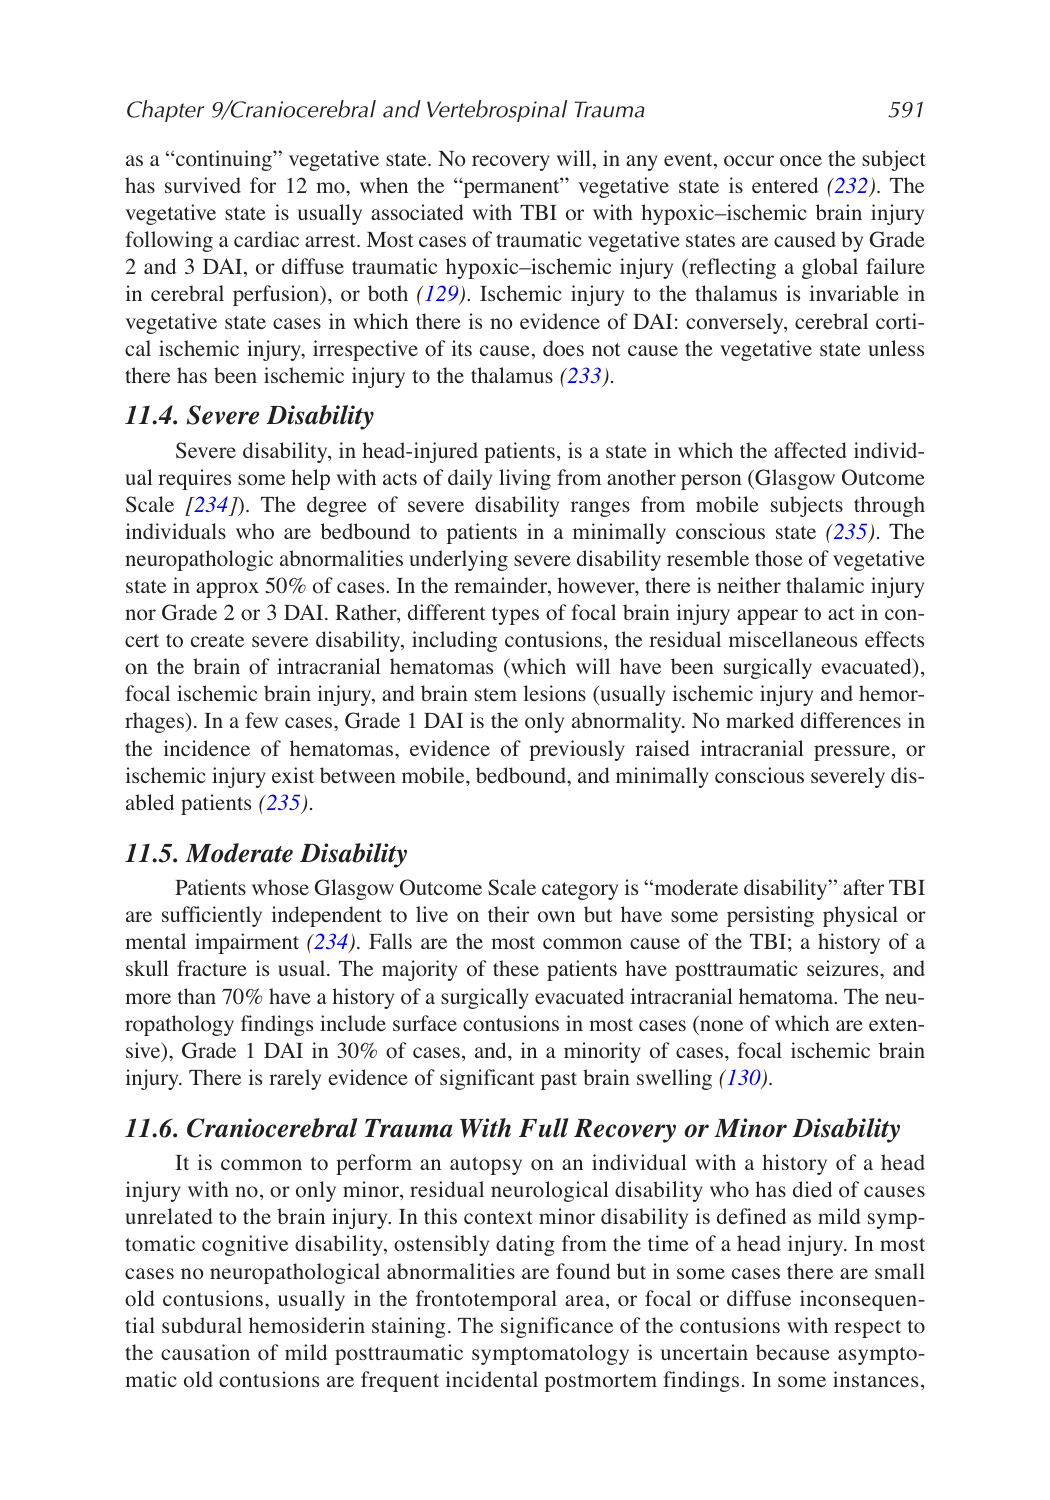 Chapter 9/Craniocerebral and Vertebrospinal Trauma 591
as a “continuing” vegetative state. No recovery will, in any event, occur once the subject
has survived for 12 mo, when the “permanent” vegetative state is entered (232). The
vegetative state is usually associated with TBI or with hypoxic–ischemic brain injury
following a cardiac arrest. Most cases of traumatic vegetative states are caused by Grade
2 and 3 DAI, or diffuse traumatic hypoxic–ischemic injury (reflecting a global failure
in cerebral perfusion), or both (129). Ischemic injury to the thalamus is invariable in
vegetative state cases in which there is no evidence of DAI: conversely, cerebral corti-
cal ischemic injury, irrespective of its cause, does not cause the vegetative state unless
there has been ischemic injury to the thalamus (233).
11.4. Severe Disability
Severe disability, in head-injured patients, is a state in which the affected individ-
ual requires some help with acts of daily living from another person (Glasgow Outcome
Scale [234]). The degree of severe disability ranges from mobile subjects through
individuals who are bedbound to patients in a minimally conscious state (235). The
neuropathologic abnormalities underlying severe disability resemble those of vegetative
state in approx 50% of cases. In the remainder, however, there is neither thalamic injury
nor Grade 2 or 3 DAI. Rather, different types of focal brain injury appear to act in con-
cert to create severe disability, including contusions, the residual miscellaneous effects
on the brain of intracranial hematomas (which will have been surgically evacuated),
focal ischemic brain injury, and brain stem lesions (usually ischemic injury and hemor-
rhages). In a few cases, Grade 1 DAI is the only abnormality. No marked differences in
the incidence of hematomas, evidence of previously raised intracranial pressure, or
ischemic injury exist between mobile, bedbound, and minimally conscious severely dis-
abled patients (235).
11.5. Moderate Disability
Patients whose Glasgow Outcome Scale category is “moderate disability” after TBI
are sufficiently independent to live on their own but have some persisting physical or
mental impairment (234). Falls are the most common cause of the TBI; a history of a
skull fracture is usual. The majority of these patients have posttraumatic seizures, and
more than 70% have a history of a surgically evacuated intracranial hematoma. The neu-
ropathology findings include surface contusions in most cases (none of which are exten-
sive), Grade 1 DAI in 30% of cases, and, in a minority of cases, focal ischemic brain
injury. There is rarely evidence of significant past brain swelling (130).
11.6. Craniocerebral Trauma With Full Recovery or Minor Disability
It is common to perform an autopsy on an individual with a history of a head
injury with no, or only minor, residual neurological disability who has died of causes
unrelated to the brain injury. In this context minor disability is defined as mild symp-
tomatic cognitive disability, ostensibly dating from the time of a head injury. In most
cases no neuropathological abnormalities are found but in some cases there are small
old contusions, usually in the frontotemporal area, or focal or diffuse inconsequen-
tial subdural hemosiderin staining. The significance of the contusions with respect to
the causation of mild posttraumatic symptomatology is uncertain because asympto-
matic old contusions are frequent incidental postmortem findings. In some instances,